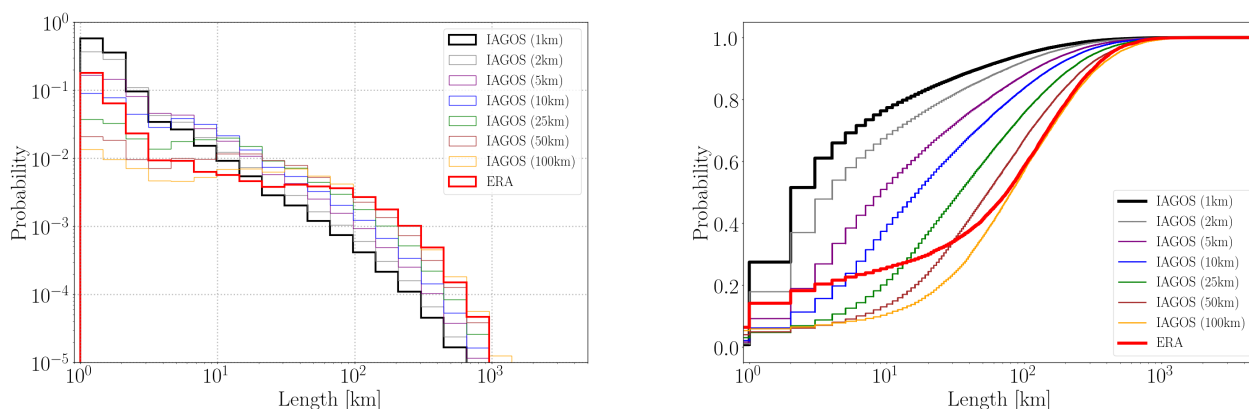 10^0
10^-1
10^-2
10^-3
10^-4
10^-5
Probability
10^0 10^1 10^2 10^3
Length [km]
IAGOS (1km)
IAGOS (2km)
IAGOS (5km)
IAGOS (10km)
IAGOS (25km)
IAGOS (50km)
IAGOS (100km)
ERA
1.0
0.8
0.6
0.4
0.2
0.0
Probability
10^0 10^1 10^2 10^3
Length [km]
IAGOS (1km)
IAGOS (2km)
IAGOS (5km)
IAGOS (10km)
IAGOS (25km)
IAGOS (50km)
IAGOS (100km)
ERA